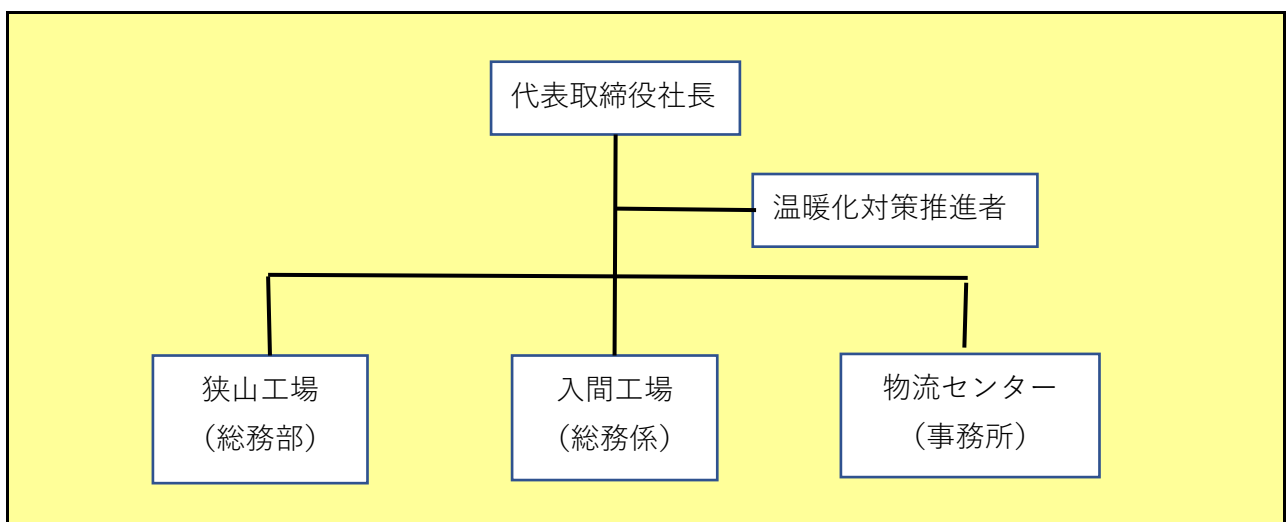 代表取締役社長
温暖化対策推進者
狭山工場
（総務部）
入間工場
（総務係）
物流センター
（事務所）